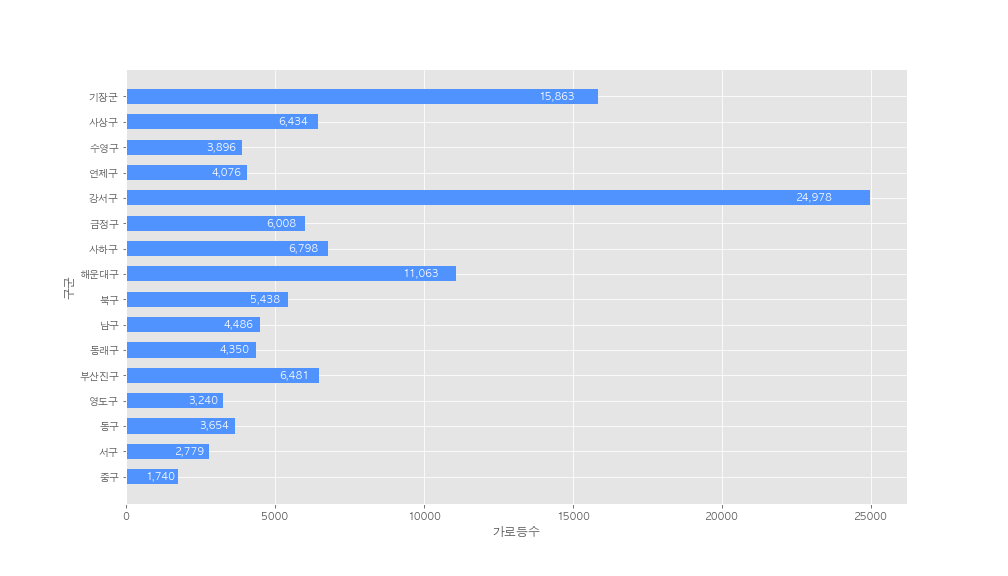 기장군 15,863
사상구 6,434
수영구 3,896
연제구 4,076
강서구 24,978
금정구 6,008
사하구 6,798
해운대구 11,063
구군
북구 5,438
남구 4,486
동래구 4,350
부산진구 6,481
영도구 3,240
동구 3,654
서구 2,779
중구 1,740
0 5000 10000 15000 20000 25000
가로등수